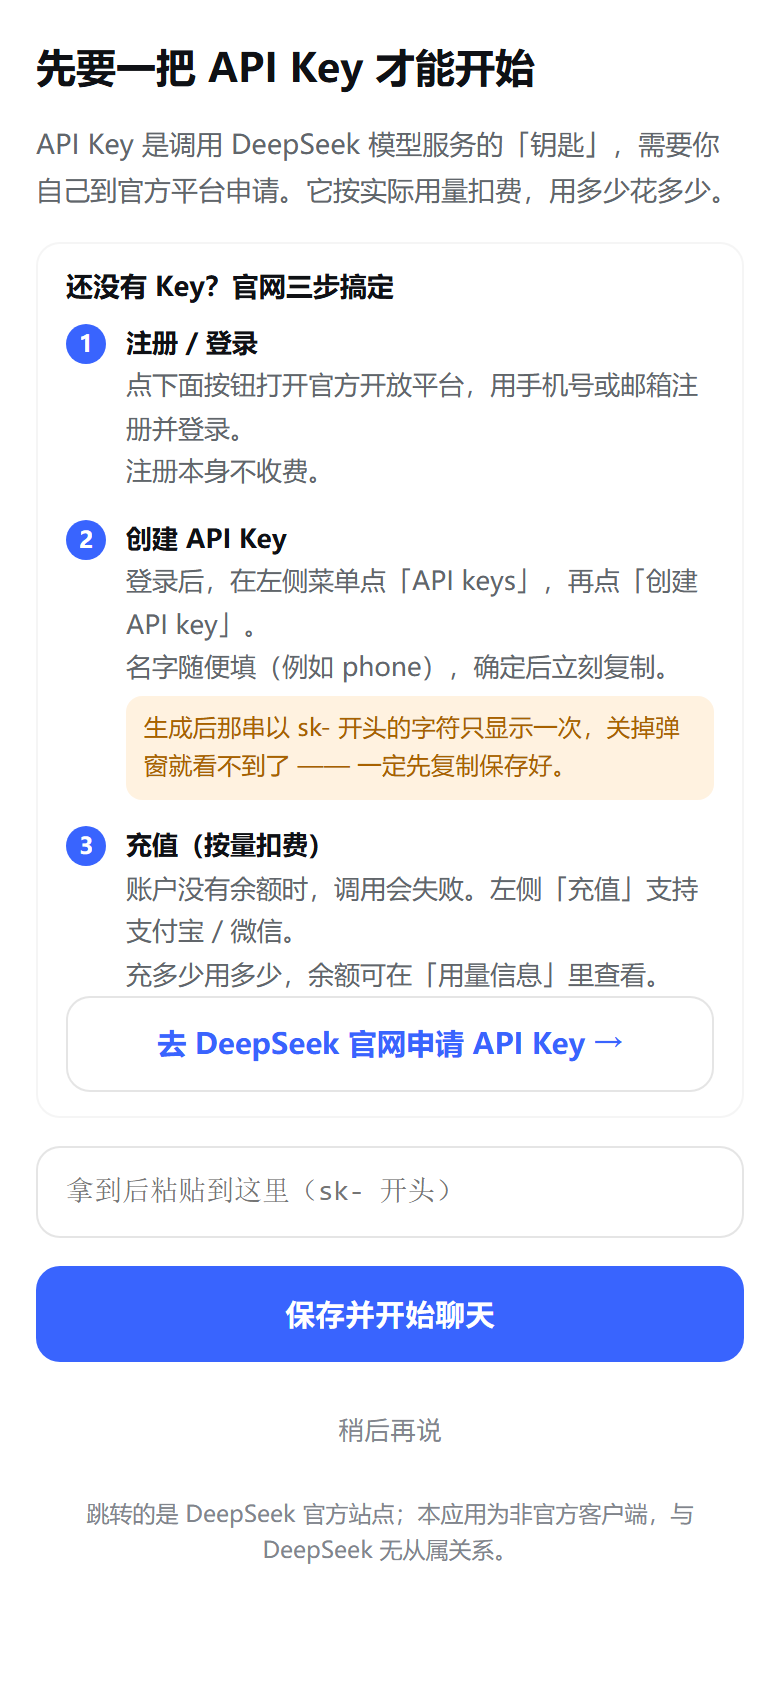 先要一把 API Key 才能开始
API Key 是调用 DeepSeek 模型服务的「钥匙」，需要你
自己到官方平台申请。它按实际用量扣费，用多少花多少。
还没有 Key？官网三步搞定
1 注册 / 登录
点下面按钮打开官方开放平台，用手机号或邮箱注
册并登录。
注册本身不收费。
2 创建 API Key
登录后，在左侧菜单点「API keys」，再点「创建
API key」。
名字随便填（例如 phone），确定后立刻复制。
生成后那串以 sk- 开头的字符只显示一次，关掉弹
窗就看不到了 —— 一定先复制保存好。
3 充值（按量扣费）
账户没有余额时，调用会失败。左侧「充值」支持
支付宝 / 微信。
充多少用多少，余额可在「用量信息」里查看。
去 DeepSeek 官网申请 API Key →
拿到后粘贴到这里（sk- 开头）
保存并开始聊天
稍后再说
跳转的是 DeepSeek 官方站点；本应用为非官方客户端，与
DeepSeek 无从属关系。